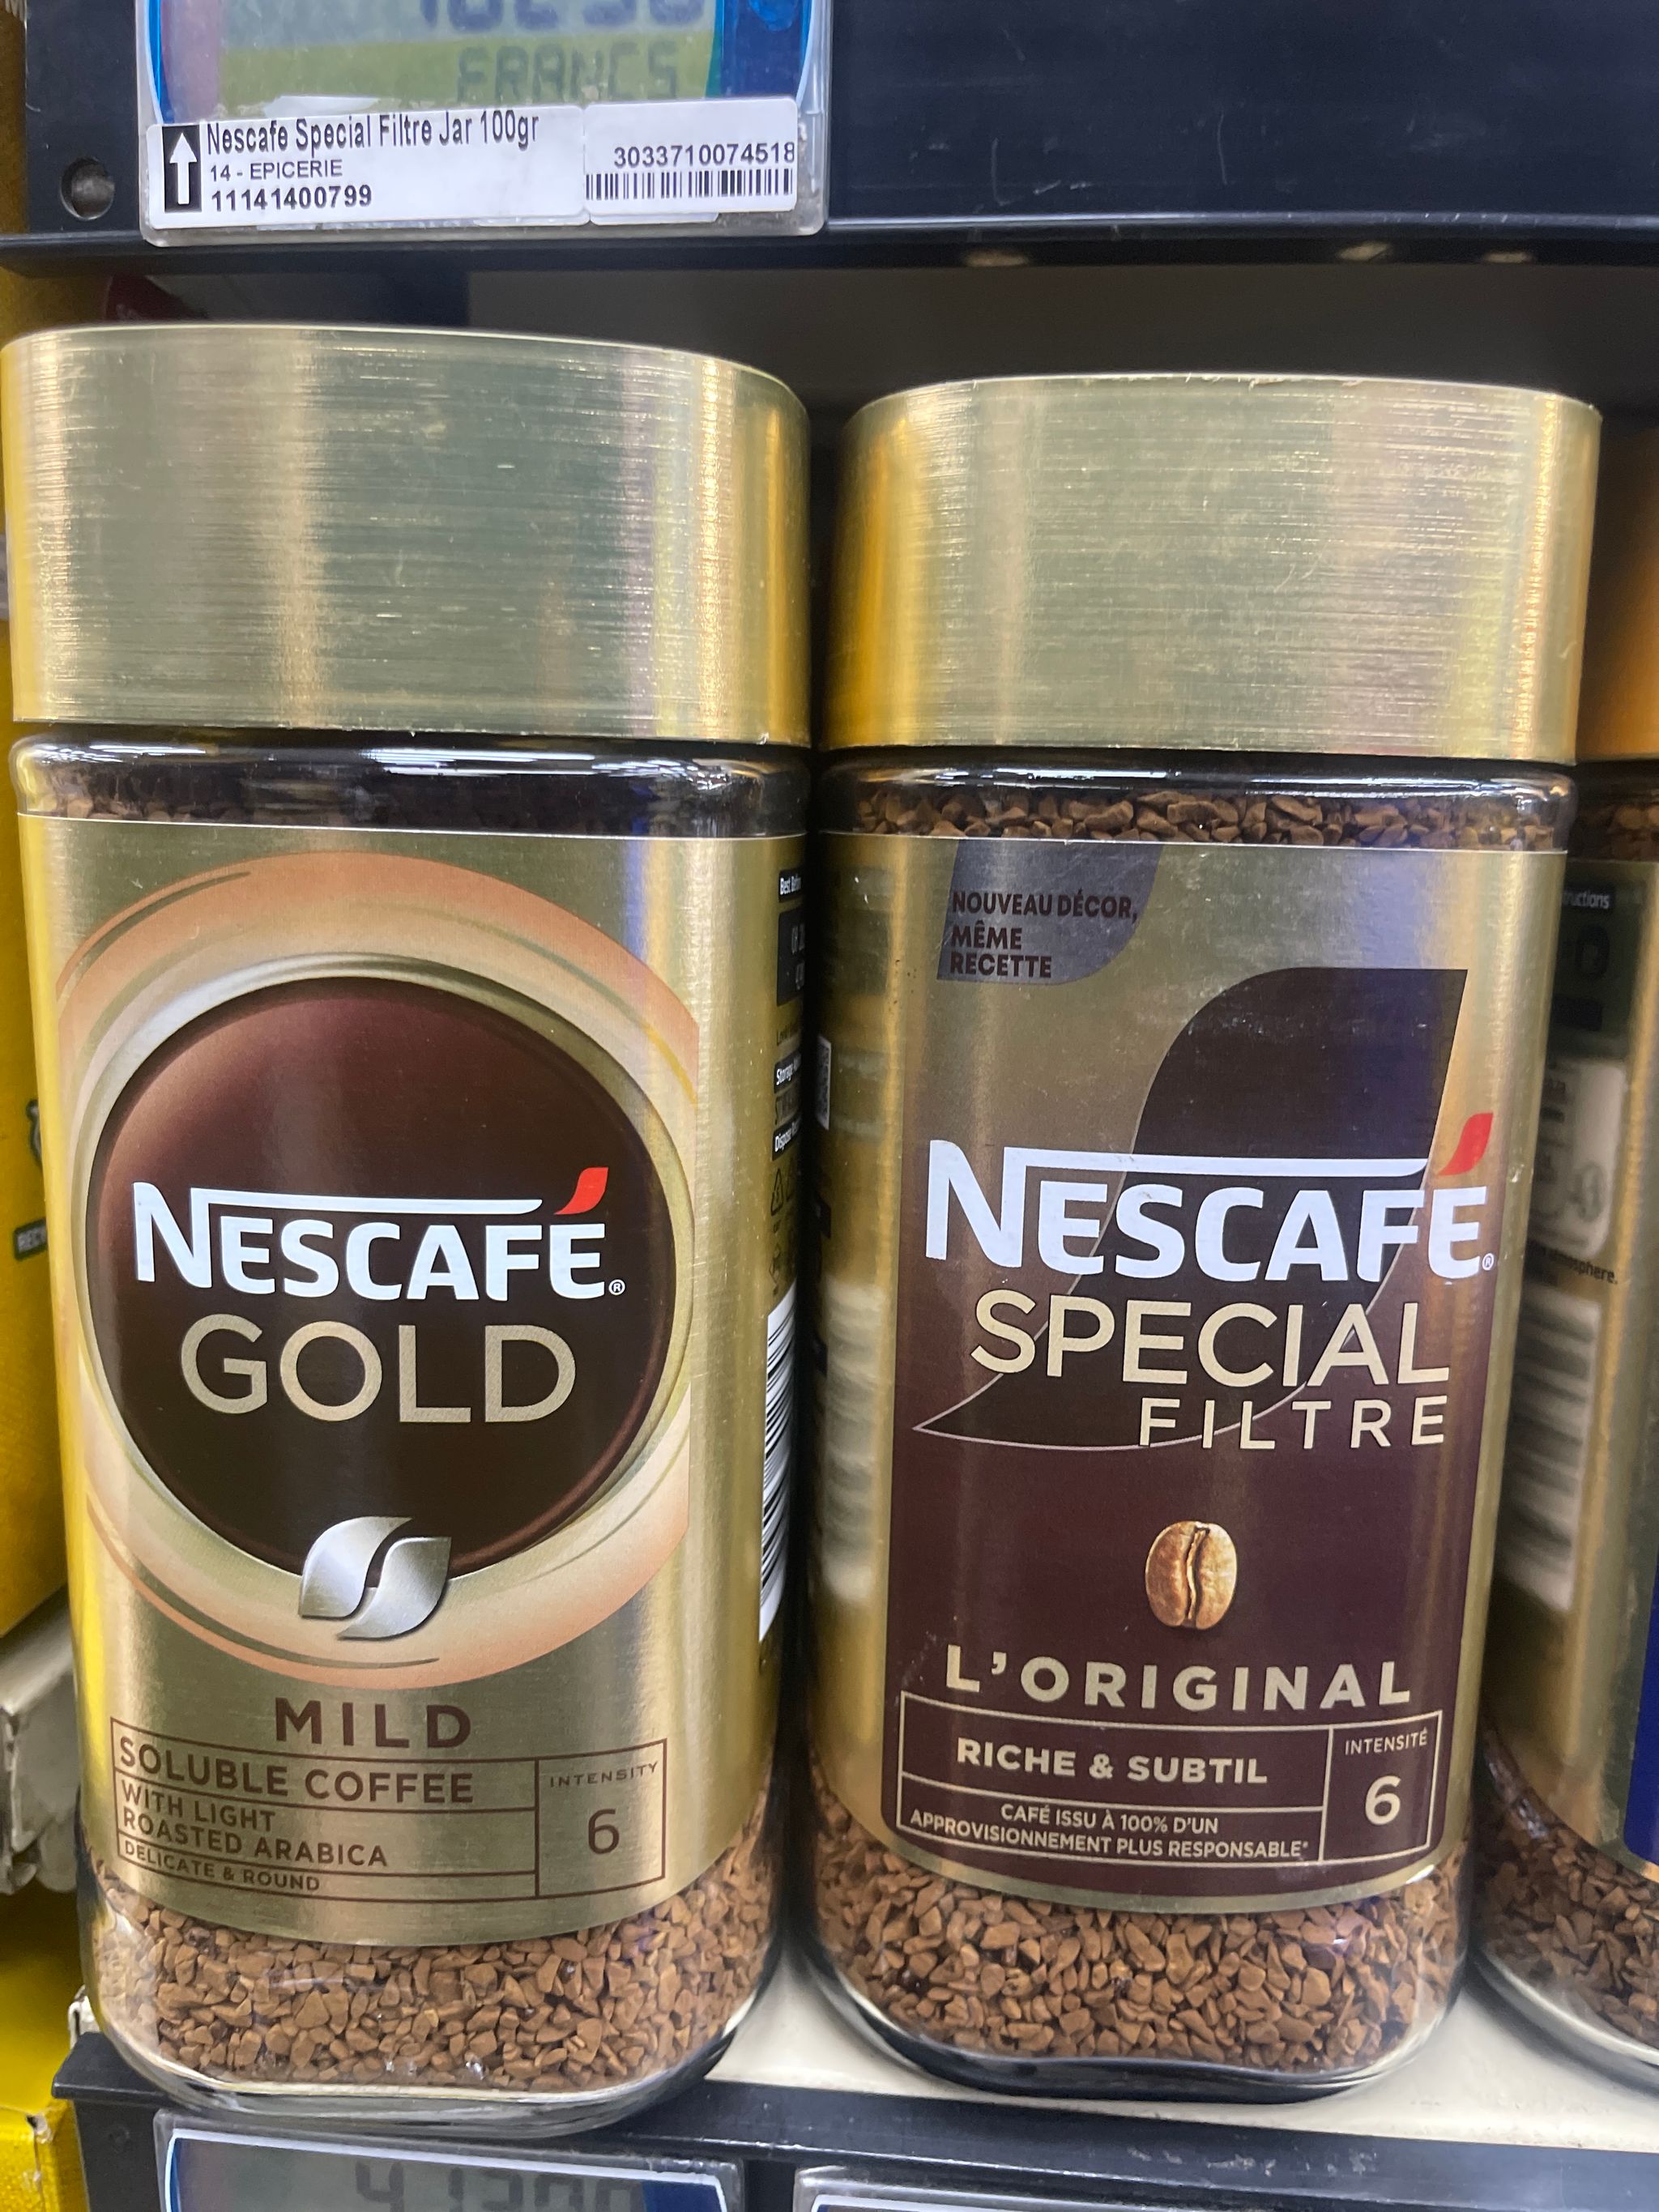 FRANCS
Nescafe Special Filtre Jar 100gr
14 - EPICERIE
11141400799
3033710074518
NESCAFÉ®
GOLD
MILD
SOLUBLE COFFEE
WITH LIGHT
ROASTED ARABICA
DELICATE & ROUND
INTENSITY
6
NOUVEAU DÉCOR,
MÊME
RECETTE
NESCAFÉ®
SPECIAL
FILTRE
L'ORIGINAL
RICHE & SUBTIL
CAFÉ ISSU À 100% D'UN
APPROVISIONNEMENT PLUS RESPONSABLE*
INTENSITÉ
6